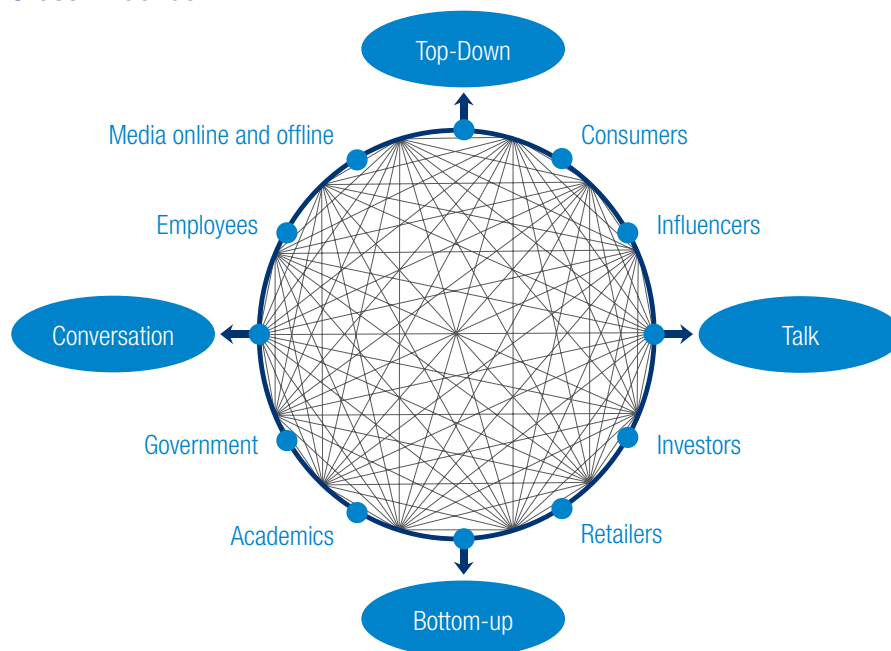 Top-Down
Media online and offline
Consumers
Employees
Influencers
Conversation
Talk
Government
Investors
Academics
Retailers
Bottom-up